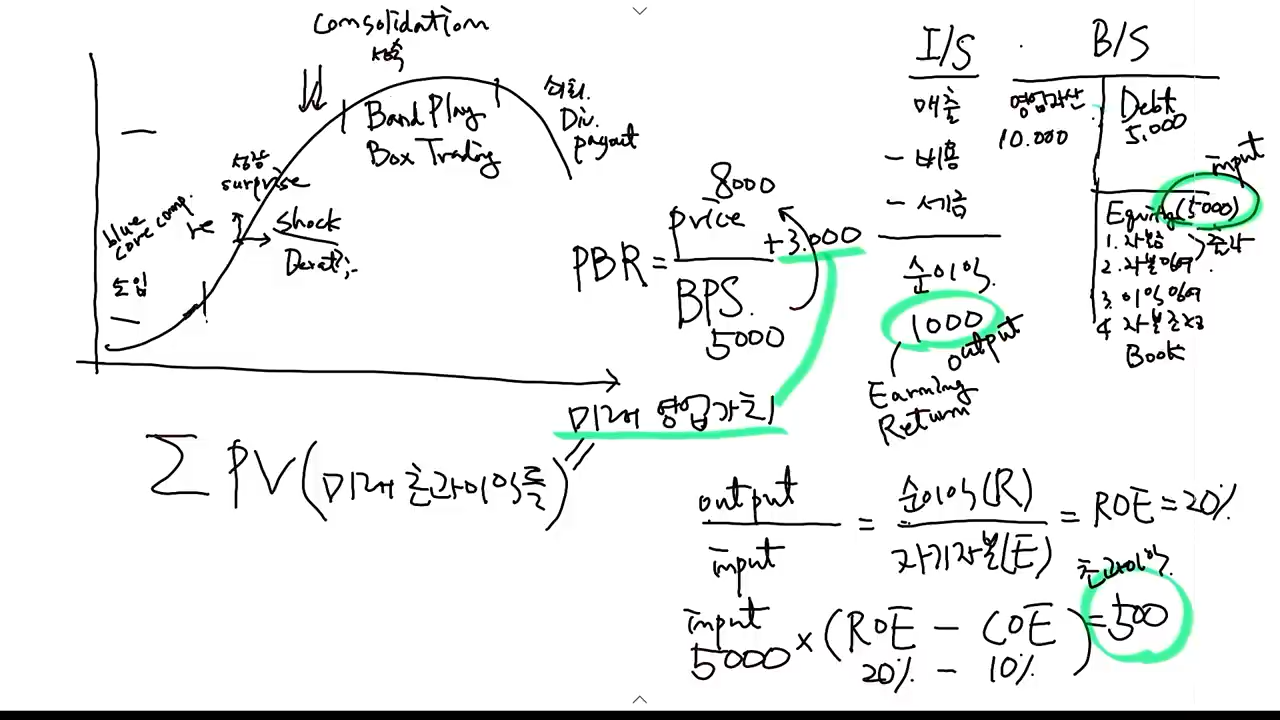 Consolidation
성숙
Band Play
Box Trading
쇠퇴.
Div.
payout
성장
surprise
Shock
blue
core comp.
re
도입
I/S
매출
- 비용
- 세금
순이익.
1000
output
Earning
Return
B/S
영업자산
10.000
Debt
5.000
input
Equity(5000)
1. 자본금
2. 자본잉여
3. 이익잉여
4. 자본조정
Book
PBR =
8000
price
+3.000
BPS.
5000
미래 영업가치
Σ PV(미래 초과이익들)
output
input
= 순이익(R)
자기자본(E)
= ROE = 20%
초과이익.
input
5000 × (ROE - COE) = 500
20% - 10%